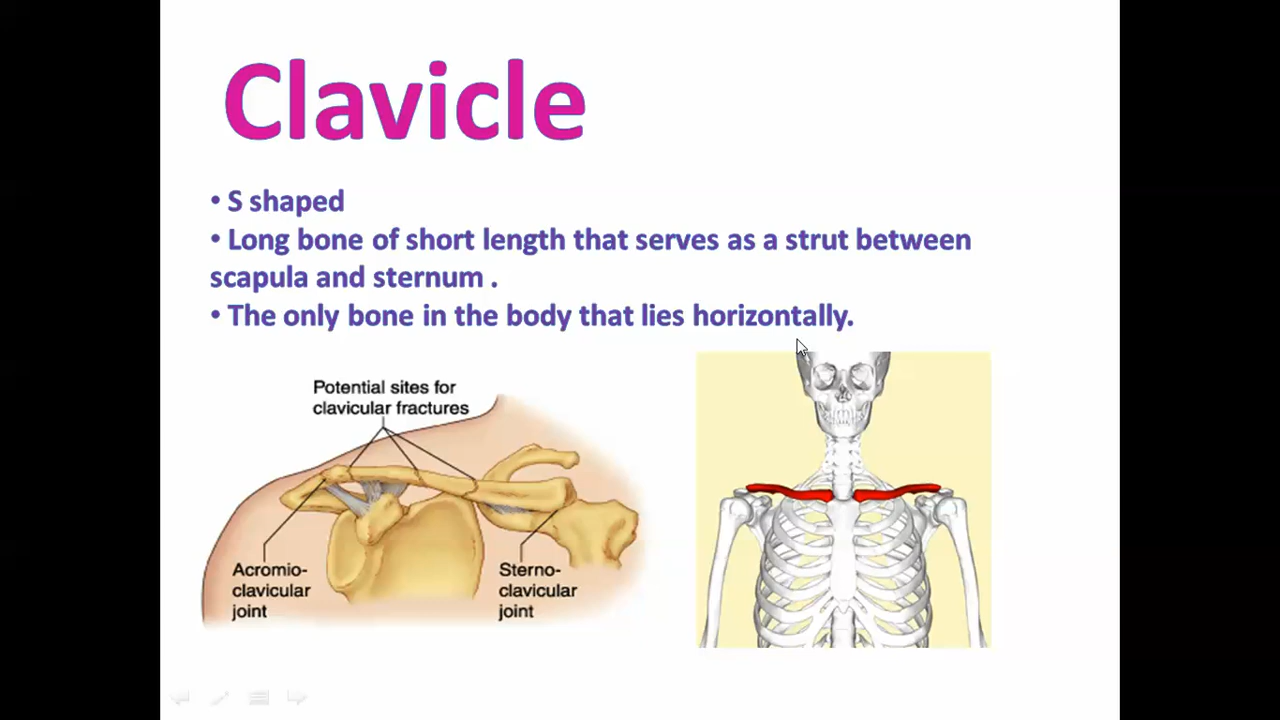 Clavicle
• S shaped
• Long bone of short length that serves as a strut between
scapula and sternum .
• The only bone in the body that lies horizontally.
Potential sites for
clavicular fractures
Acromio-
clavicular
joint
Sterno-
clavicular
joint